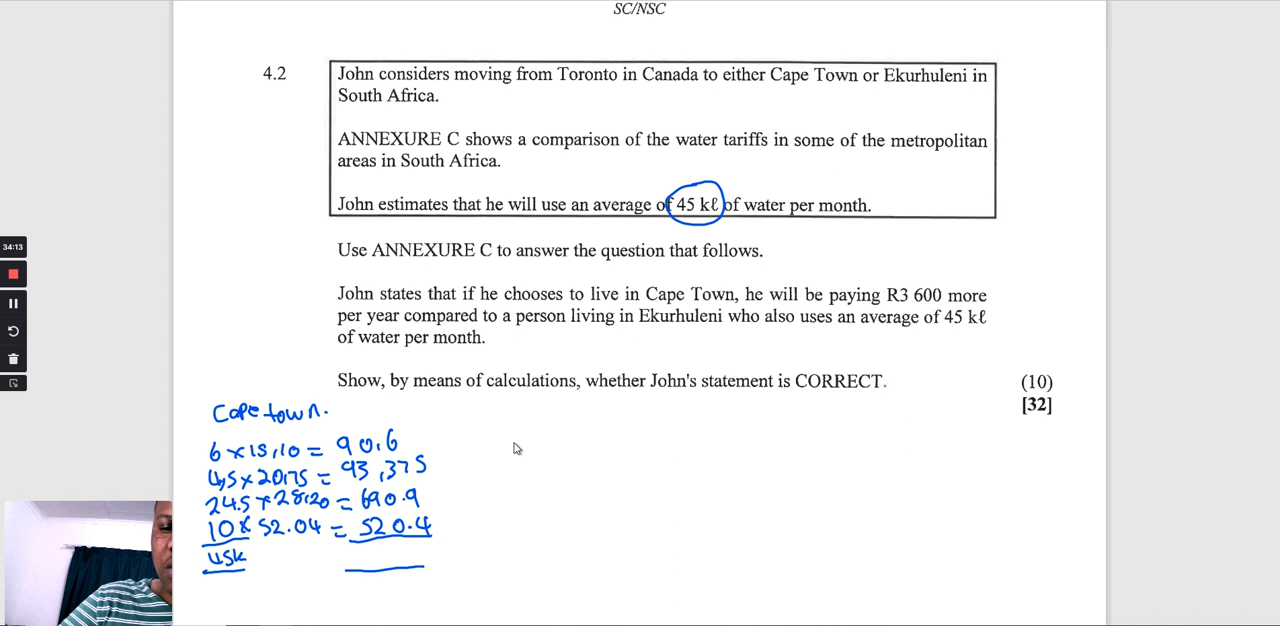 SC/NSC
4.2
John considers moving from Toronto in Canada to either Cape Town or Ekurhuleni in
South Africa.
ANNEXURE C shows a comparison of the water tariffs in some of the metropolitan
areas in South Africa.
John estimates that he will use an average of 45 kℓ of water per month.
Use ANNEXURE C to answer the question that follows.
John states that if he chooses to live in Cape Town, he will be paying R3 600 more
per year compared to a person living in Ekurhuleni who also uses an average of 45 kℓ
of water per month.
Show, by means of calculations, whether John's statement is CORRECT.
(10)
[32]
Cape town.
6 × 15,10 = 90,6
4,5 × 20,75 = 93,375
24.5 × 28,20 = 690.9
10 × 52.04 = 520.4
45k
34:13